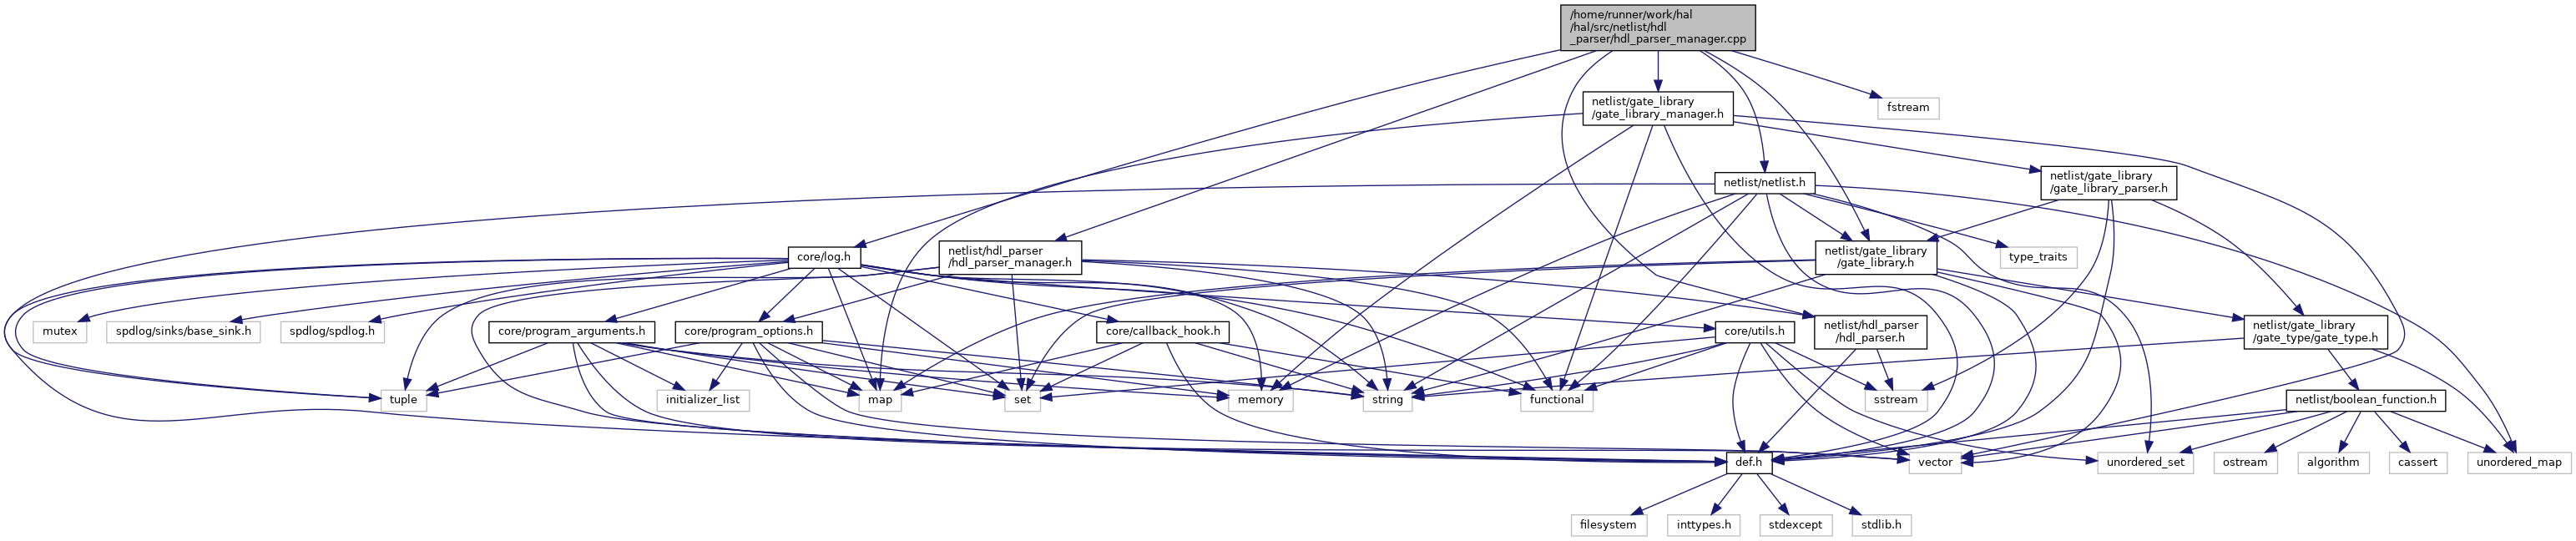 /home/runner/work/hal
/hal/src/netlist/hdl
_parser/hdl_parser_manager.cpp
netlist/gate_library
/gate_library_manager.h
fstream
netlist/netlist.h
netlist/gate_library
/gate_library_parser.h
core/log.h
netlist/hdl_parser
/hdl_parser_manager.h
netlist/gate_library
/gate_library.h
type_traits
mutex
spdlog/sinks/base_sink.h
spdlog/spdlog.h
core/program_arguments.h
core/program_options.h
core/callback_hook.h
core/utils.h
netlist/hdl_parser
/hdl_parser.h
netlist/gate_library
/gate_type/gate_type.h
tuple
initializer_list
map
set
memory
string
functional
sstream
netlist/boolean_function.h
def.h
vector
unordered_set
ostream
algorithm
cassert
unordered_map
filesystem
inttypes.h
stdexcept
stdlib.h